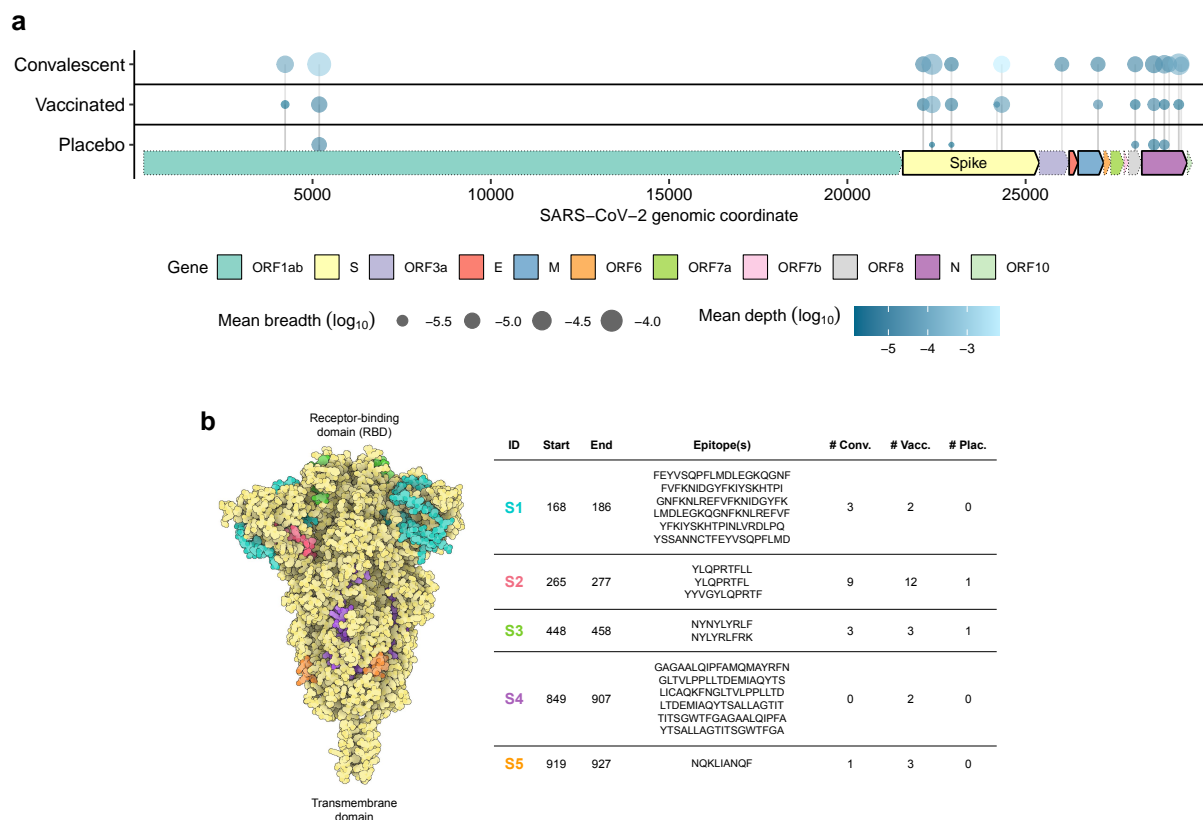 a
Convalescent
Vaccinated
Placebo
Spike
5000 10000 15000 20000 25000
SARS−CoV−2 genomic coordinate
Gene ORF1ab S ORF3a E M ORF6 ORF7a ORF7b ORF8 N ORF10
Mean breadth (log10) −5.5 −5.0 −4.5 −4.0 Mean depth (log10)
−5 −4 −3
b
Receptor-binding
domain (RBD)
ID Start End Epitope(s) # Conv. # Vacc. # Plac.
FEYVSQPFLMDLEGKQGNF
FVFKNIDGYFKIYSKHTPI
GNFKNLREFVFKNIDGYFK
S1 168 186 3 2 0
LMDLEGKQGNFKNLREFVF
YFKIYSKHTPINLVRDLPQ
YSSANNCTFEYVSQPFLMD
YLQPRTFLL
S2 265 277 YLQPRTFL 9 12 1
YYVGYLQPRTF
NYNYLYRLF
S3 448 458 3 3 1
NYLYRLFRK
GAGAALQIPFAMQMAYRFN
GLTVLPPLLTDEMIAQYTS
LICAQKFNGLTVLPPLLTD
S4 849 907 0 2 0
LTDEMIAQYTSALLAGTIT
TITSGWTFGAGAALQIPFA
YTSALLAGTITSGWTFGA
S5 919 927 NQKLIANQF 1 3 0
Transmembrane
domain